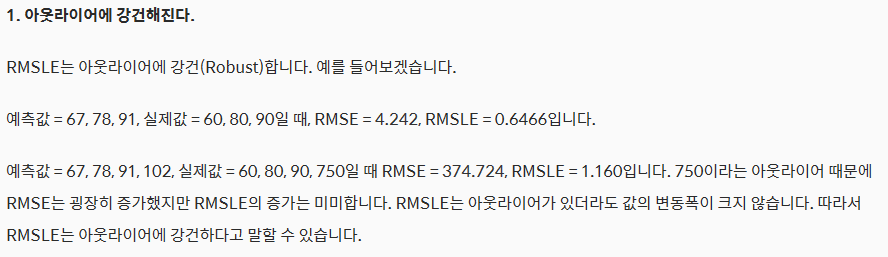 1. 아웃라이어에 강건해진다.
RMSLE는 아웃라이어에 강건(Robust)합니다. 예를 들어보겠습니다.
예측값 = 67, 78, 91, 실제값 = 60, 80, 90일 때, RMSE = 4.242, RMSLE = 0.6466입니다.
예측값 = 67, 78, 91, 102, 실제값 = 60, 80, 90, 750일 때 RMSE = 374.724, RMSLE = 1.160입니다. 750이라는 아웃라이어 때문에
RMSE는 굉장히 증가했지만 RMSLE의 증가는 미미합니다. RMSLE는 아웃라이어가 있더라도 값의 변동폭이 크지 않습니다. 따라서
RMSLE는 아웃라이어에 강건하다고 말할 수 있습니다.